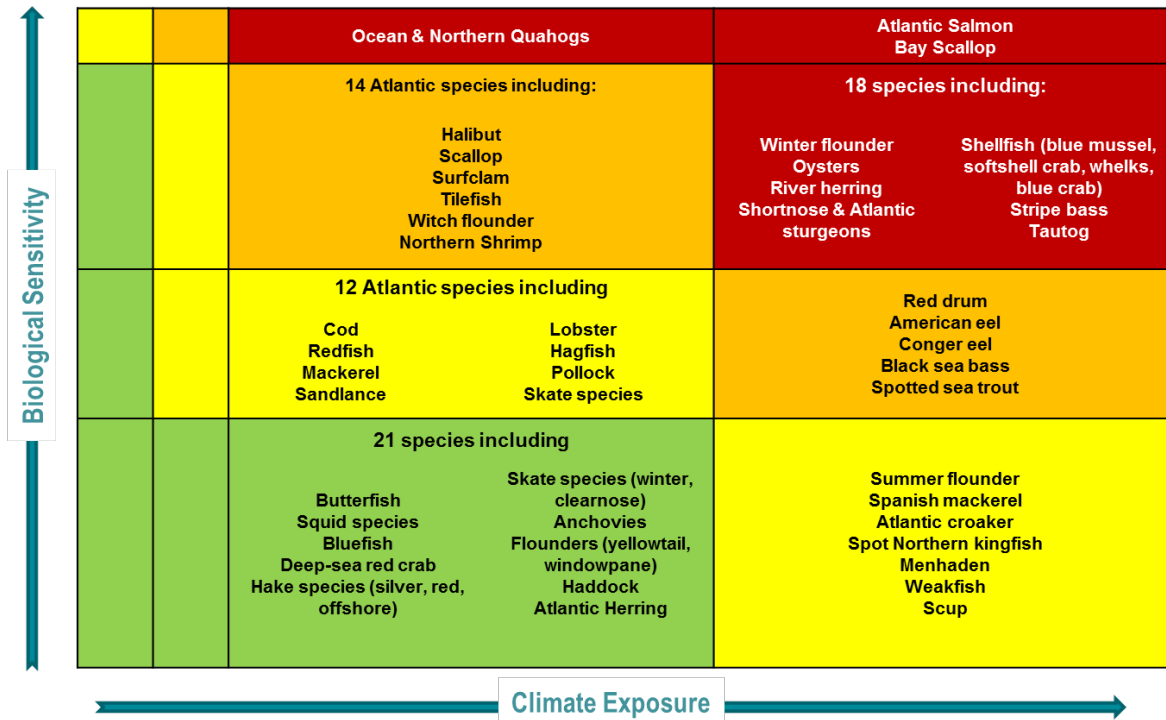 Biological Sensitivity
Ocean & Northern Quahogs
Atlantic Salmon
Bay Scallop
14 Atlantic species including:
Halibut
Scallop
Surfclam
Tilefish
Witch flounder
Northern Shrimp
18 species including:
Winter flounder
Oysters
River herring
Shortnose & Atlantic
sturgeons
Shellfish (blue mussel,
softshell crab, whelks,
blue crab)
Stripe bass
Tautog
12 Atlantic species including
Cod
Redfish
Mackerel
Sandlance
Lobster
Hagfish
Pollock
Skate species
Red drum
American eel
Conger eel
Black sea bass
Spotted sea trout
21 species including
Butterfish
Squid species
Bluefish
Deep-sea red crab
Hake species (silver, red,
offshore)
Skate species (winter,
clearnose)
Anchovies
Flounders (yellowtail,
windowpane)
Haddock
Atlantic Herring
Summer flounder
Spanish mackerel
Atlantic croaker
Spot Northern kingfish
Menhaden
Weakfish
Scup
Climate Exposure